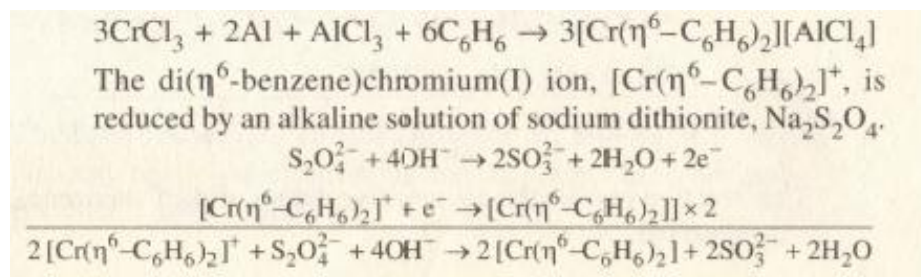 3CrCl₃ + 2Al + AlCl₃ + 6C₆H₆ → 3[Cr(η⁶–C₆H₆)₂][AlCl₄]
The di(η⁶-benzene)chromium(I) ion, [Cr(η⁶–C₆H₆)₂]⁺, is
reduced by an alkaline solution of sodium dithionite, Na₂S₂O₄.
S₂O₄²⁻ + 4OH⁻ → 2SO₃²⁻ + 2H₂O + 2e⁻
[Cr(η⁶–C₆H₆)₂]⁺ + e⁻ → [Cr(η⁶–C₆H₆)₂]] × 2
2 [Cr(η⁶–C₆H₆)₂]⁺ + S₂O₄²⁻ + 4OH⁻ → 2 [Cr(η⁶–C₆H₆)₂] + 2SO₃²⁻ + 2H₂O